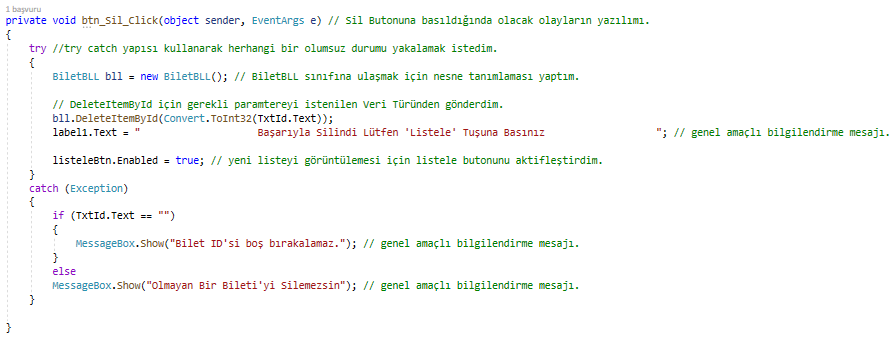 1 başvuru
private void btn_Sil_Click(object sender, EventArgs e) // Sil Butonuna basıldığında olacak olayların yazılımı.
{
    try //try catch yapısı kullanarak herhangi bir olumsuz durumu yakalamak istedim.
    {
        BiletBLL bll = new BiletBLL(); // BiletBLL sınıfına ulaşmak için nesne tanımlaması yaptım.

        // DeleteItemById için gerekli paramtereyi istenilen Veri Türünden gönderdim.
        bll.DeleteItemById(Convert.ToInt32(TxtId.Text));
        label1.Text = "                    Başarıyla Silindi Lütfen 'Listele' Tuşuna Basınız                   "; // genel amaçlı bilgilendirme mesajı.

        listeleBtn.Enabled = true; // yeni listeyi görüntülemesi için listele butonunu aktifleştirdim.
    }
    catch (Exception)
    {
        if (TxtId.Text == "")
        {
            MessageBox.Show("Bilet ID'si boş bırakalamaz."); // genel amaçlı bilgilendirme mesajı.
        }
        else
        MessageBox.Show("Olmayan Bir Bileti'yi Silemezsin"); // genel amaçlı bilgilendirme mesajı.
    }

}